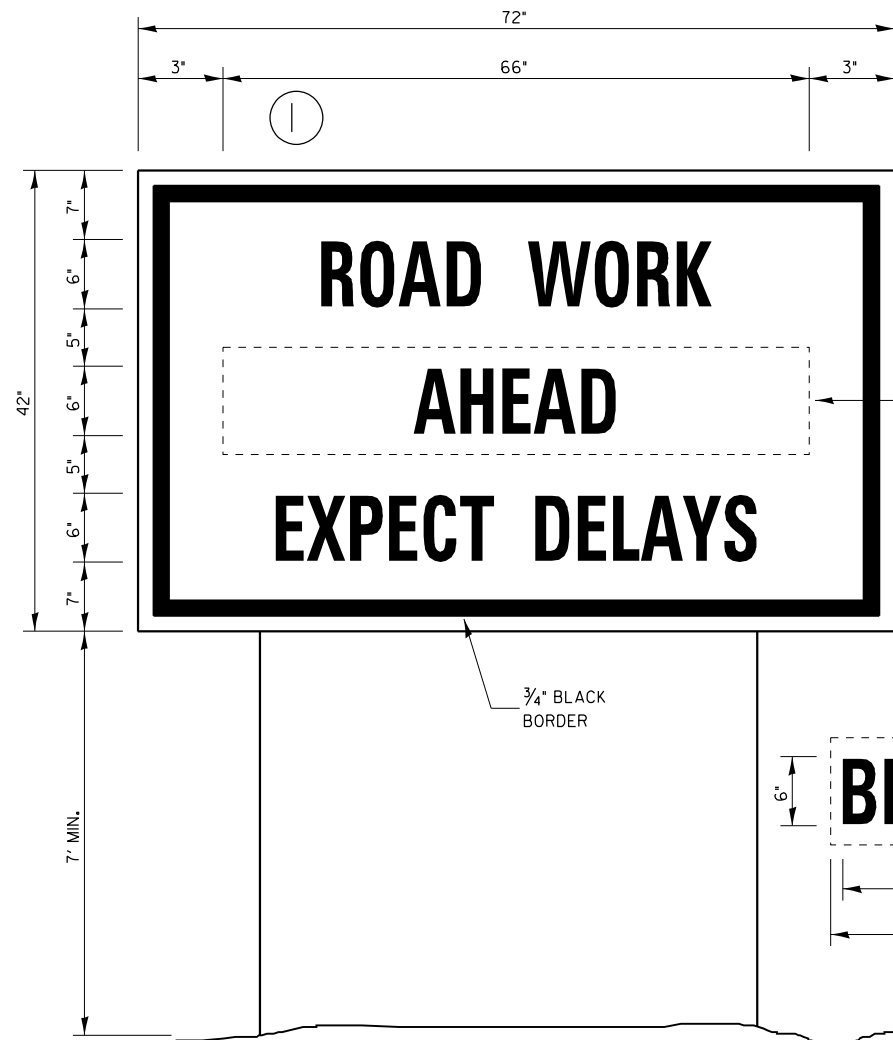 72"
3" 66" 3"
I
7"
6"
5"
6"
5"
6"
7"
42"
ROAD WORK
AHEAD
EXPECT DELAYS
3/4" BLACK
BORDER
7' MIN.
6"